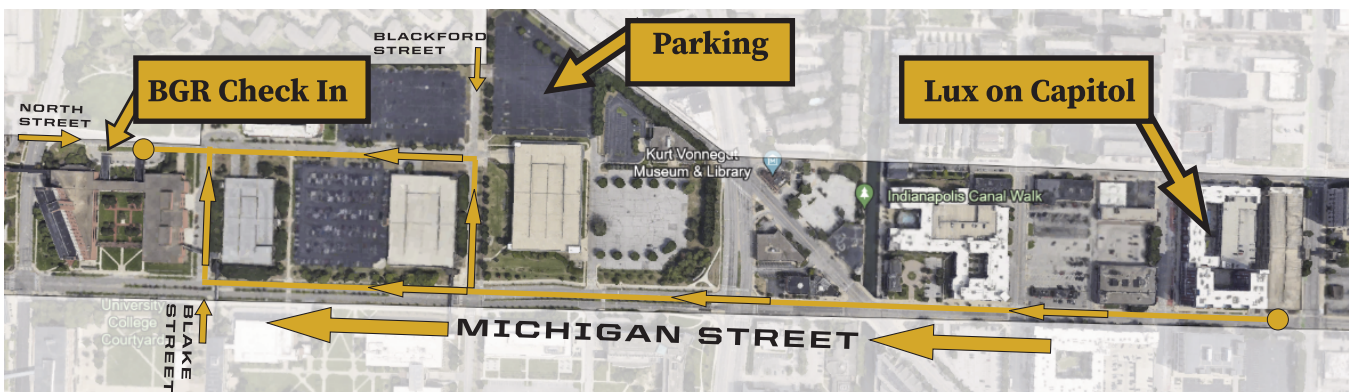 BLACKFORD
STREET
Parking
BGR Check In
Lux on Capitol
NORTH
STREET
Kurt Vonnegut
Museum & Library
Indianapolis Canal Walk
University
College
Courtyard
BLAKE
STREET
MICHIGAN STREET